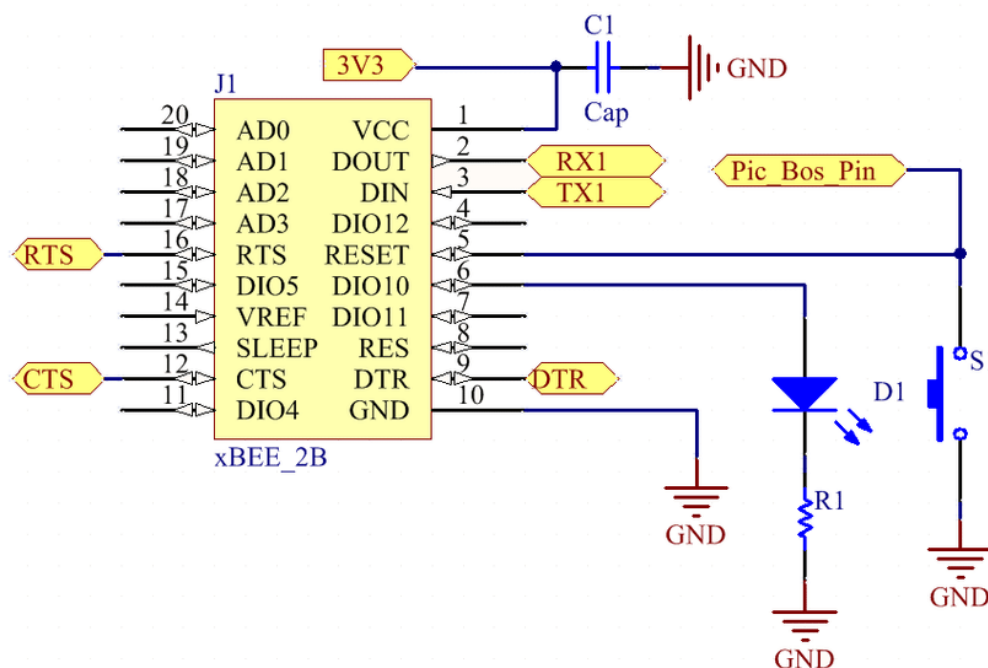 C1
3V3
GND
Cap
J1
20 AD0 VCC 1
19 AD1 DOUT 2 RX1
Pic_Bos_Pin
18 AD2 DIN 3 TX1
17 AD3 DIO12 4
RTS 16 RTS RESET 5
15 DIO5 DIO10 6
14 VREF DIO11 7
13 SLEEP RES 8
S
CTS 12 CTS DTR 9 DTR
D1
11 DIO4 GND 10
xBEE_2B
R1
GND
GND
GND